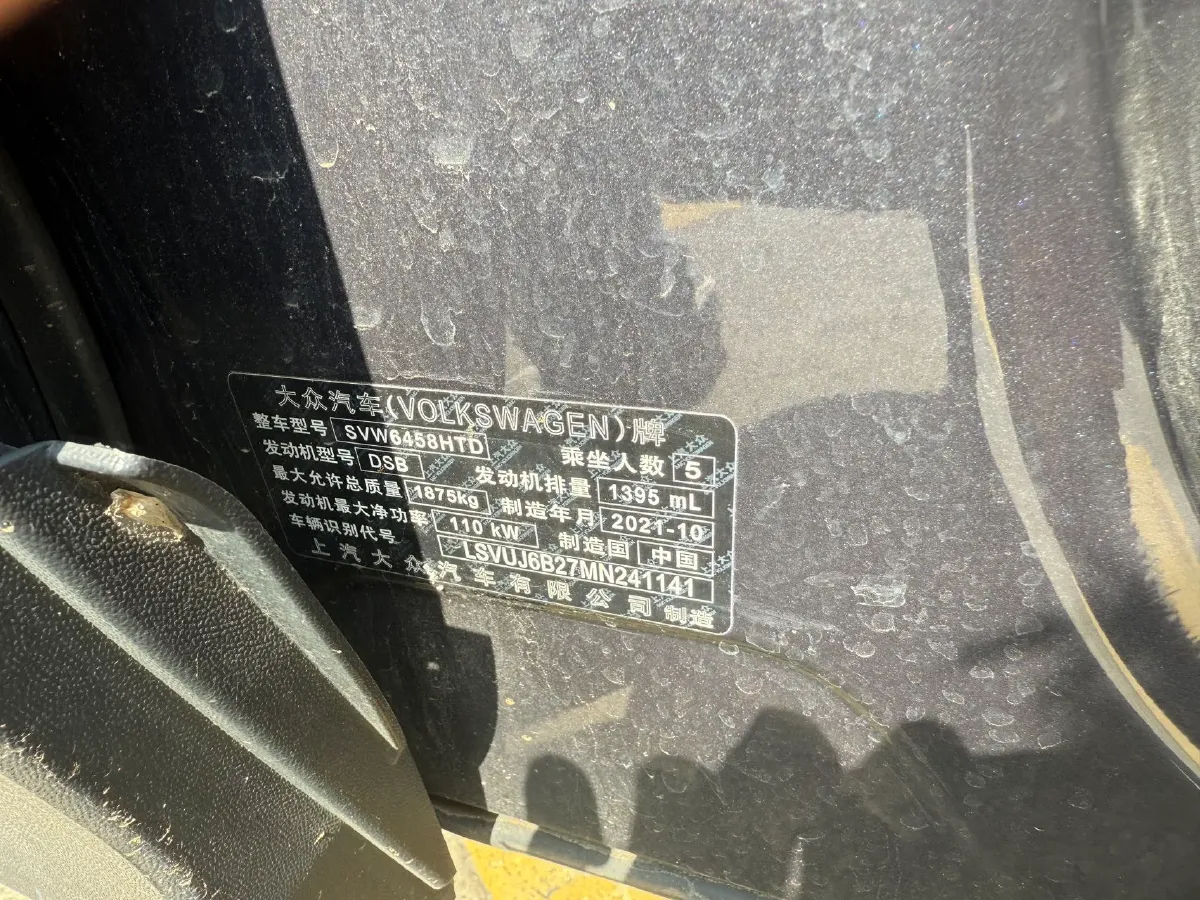 大众汽车(VOLKSWAGEN)牌
整车型号 SVW6458HTD 乘坐人数 5
发动机型号 DSB 发动机排量 1395 mL
最大允许总质量 1875kg 制造年月 2021-10
发动机最大净功率 110 kW 制造国 中国
车辆识别代号 LSVUJ6B27MN241141
上汽大众汽车有限公司制造